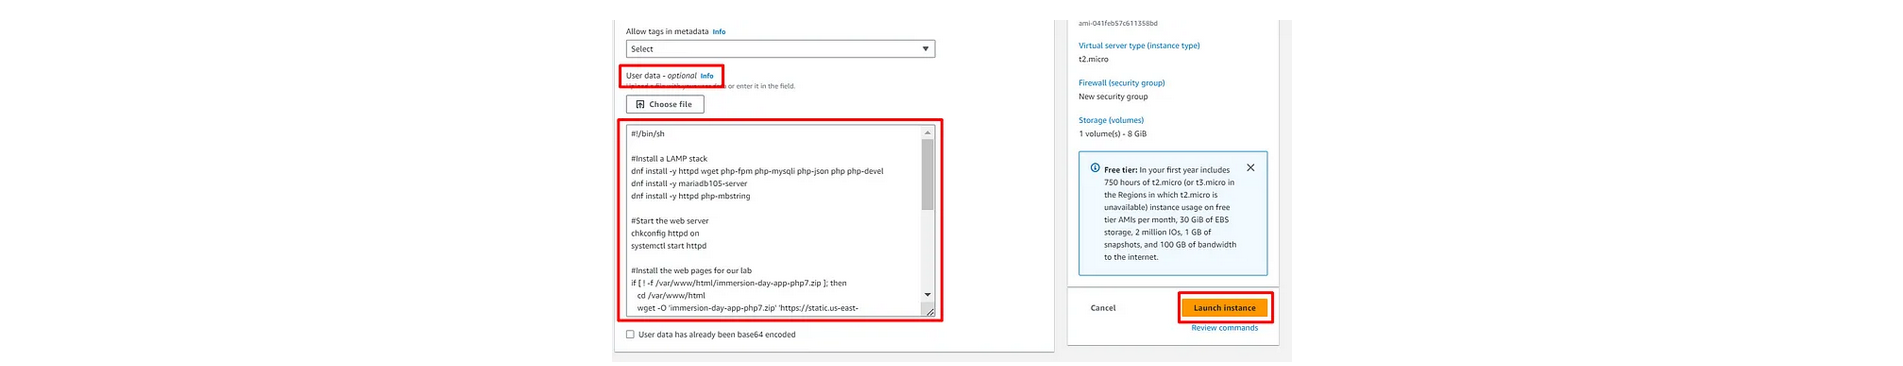 Allow tags in metadata Info
Select
User data - optional Info
or enter it in the field.
Choose file
#!/bin/sh
#Install a LAMP stack
dnf install -y httpd wget php-fpm php-mysqli php-json php php-devel
dnf install -y mariadb105-server
dnf install -y httpd php-mbstring
#Start the web server
chkconfig httpd on
systemctl start httpd
#Install the web pages for our lab
if [ ! -f /var/www/html/immersion-day-app-php7.zip ]; then
cd /var/www/html
wget -O 'immersion-day-app-php7.zip' 'https://static.us-east-
User data has already been base64 encoded
ami-041feb57c611358bd
Virtual server type (instance type)
t2.micro
Firewall (security group)
New security group
Storage (volumes)
1 volume(s) - 8 GiB
Free tier: In your first year includes
750 hours of t2.micro (or t3.micro in
the Regions in which t2.micro is
unavailable) instance usage on free
tier AMIs per month, 30 GiB of EBS
storage, 2 million IOs, 1 GB of
snapshots, and 100 GB of bandwidth
to the internet.
Cancel
Launch instance
Review commands